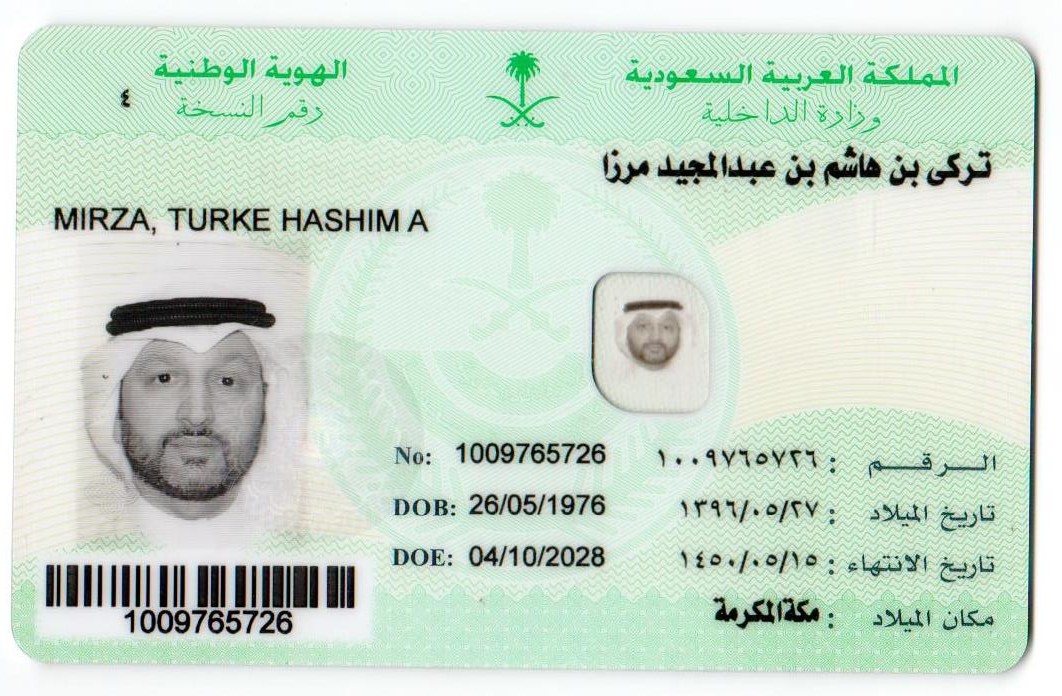 المملكة العربية السعودية
وزارة الداخلية
الهوية الوطنية
رقم النسخة
٤
تركي بن هاشم بن عبدالمجيد مرزا
MIRZA, TURKE HASHIM A
No: 1009765726
الـرقـم : ١٠٠٩٧٦٥٧٢٦
DOB: 26/05/1976
تاريخ الميلاد : ١٣٩٦/٠٥/٢٧
DOE: 04/10/2028
تاريخ الانتهاء : ١٤٥٠/٠٥/١٥
مكان الميلاد : مكة المكرمة
1009765726